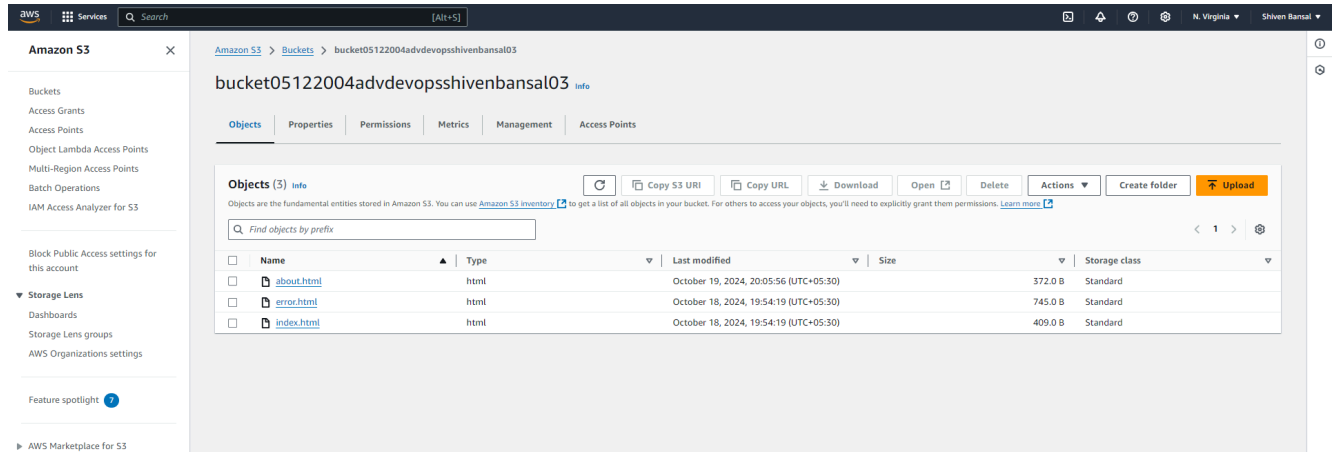 aws Services Search [Alt+S] N. Virginia ▼ Shiven Bansal ▼
Amazon S3
Buckets
Access Grants
Access Points
Object Lambda Access Points
Multi-Region Access Points
Batch Operations
IAM Access Analyzer for S3
Block Public Access settings for
this account
▼ Storage Lens
Dashboards
Storage Lens groups
AWS Organizations settings
Feature spotlight 7
▶ AWS Marketplace for S3
Amazon S3 > Buckets > bucket05122004advdevopsshivenbansal03
bucket05122004advdevopsshivenbansal03 Info
Objects Properties Permissions Metrics Management Access Points
Objects (3) Info Copy S3 URI Copy URL Download Open Delete Actions ▼ Create folder Upload
Objects are the fundamental entities stored in Amazon S3. You can use Amazon S3 inventory to get a list of all objects in your bucket. For others to access your objects, you'll need to explicitly grant them permissions. Learn more
Find objects by prefix < 1 >
Name Type Last modified Size Storage class
about.html html October 19, 2024, 20:05:56 (UTC+05:30) 372.0 B Standard
error.html html October 18, 2024, 19:54:19 (UTC+05:30) 745.0 B Standard
index.html html October 18, 2024, 19:54:19 (UTC+05:30) 409.0 B Standard